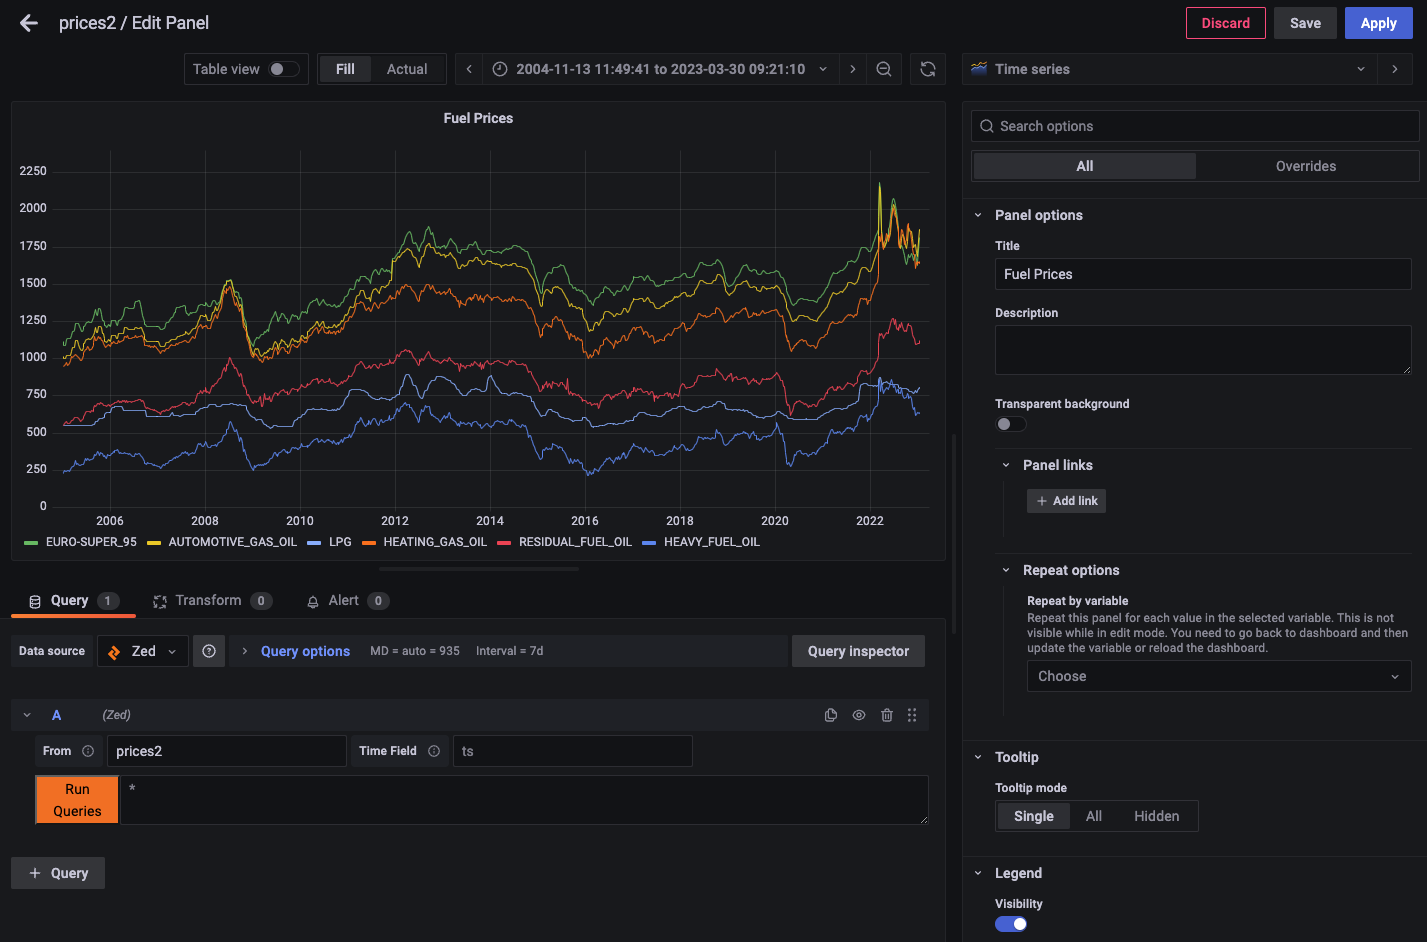 prices2 / Edit Panel
Discard
Save
Apply
Table view
Fill
Actual
2004-11-13 11:49:41 to 2023-03-30 09:21:10
Time series
Fuel Prices
2250
2000
1750
1500
1250
1000
750
500
250
0
2006 2008 2010 2012 2014 2016 2018 2020 2022
EURO-SUPER_95 AUTOMOTIVE_GAS_OIL LPG HEATING_GAS_OIL RESIDUAL_FUEL_OIL HEAVY_FUEL_OIL
Query 1
Transform 0
Alert 0
Data source
Zed
Query options
MD = auto = 935
Interval = 7d
Query inspector
A
(Zed)
From
prices2
Time Field
ts
Run
Queries
*
+ Query
Search options
All
Overrides
Panel options
Title
Fuel Prices
Description
Transparent background
Panel links
+ Add link
Repeat options
Repeat by variable
Repeat this panel for each value in the selected variable. This is not
visible while in edit mode. You need to go back to dashboard and then
update the variable or reload the dashboard.
Choose
Tooltip
Tooltip mode
Single
All
Hidden
Legend
Visibility